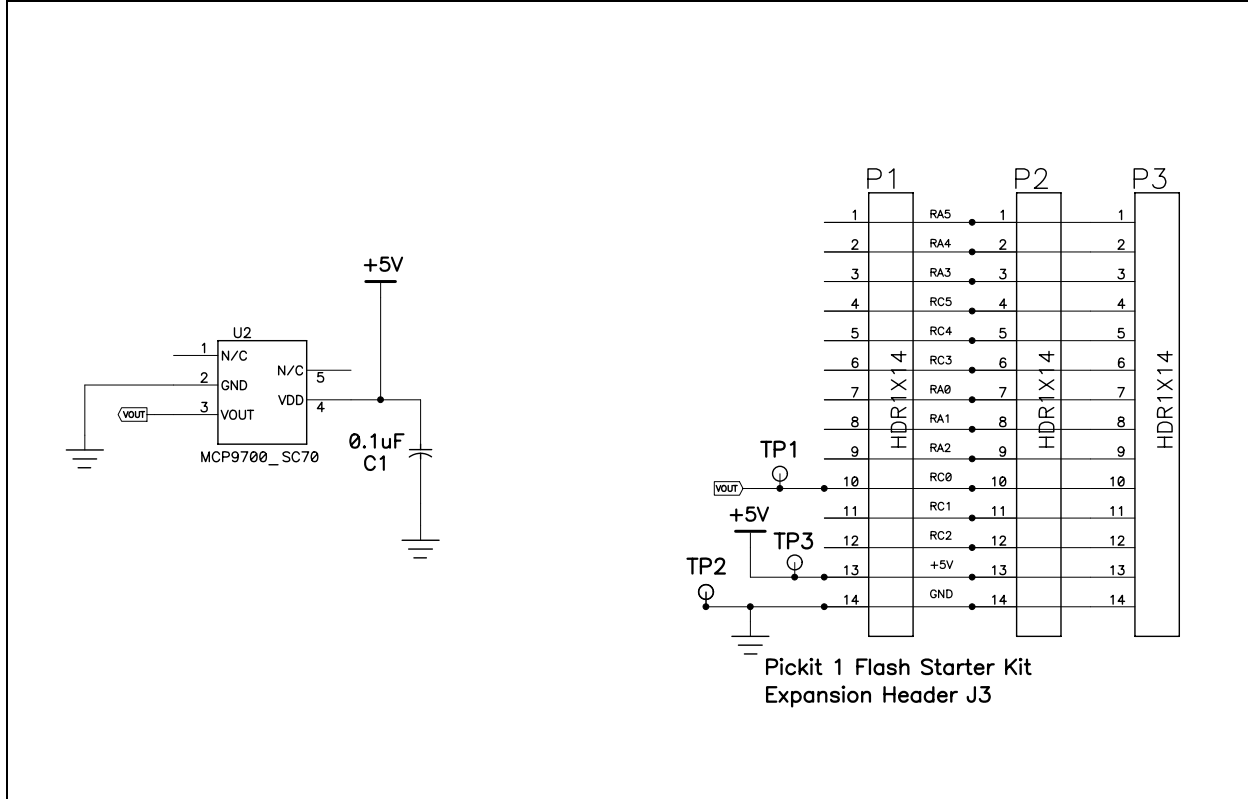 +5V
U2
1 N/C
N/C 5
2 GND
VDD 4
VOUT 3 VOUT
MCP9700_SC70
0.1uF
C1
P1 P2 P3
1 RA5 1 1
2 RA4 2 2
3 RA3 3 3
4 RC5 4 4
5 RC4 5 5
6 RC3 6 6
7 RA0 7 7
8 RA1 8 8
9 RA2 9 9
10 RC0 10 10
11 RC1 11 11
12 RC2 12 12
13 +5V 13 13
14 GND 14 14
HDR1X14
HDR1X14
HDR1X14
TP1
VOUT
+5V
TP3
TP2
Pickit 1 Flash Starter Kit
Expansion Header J3